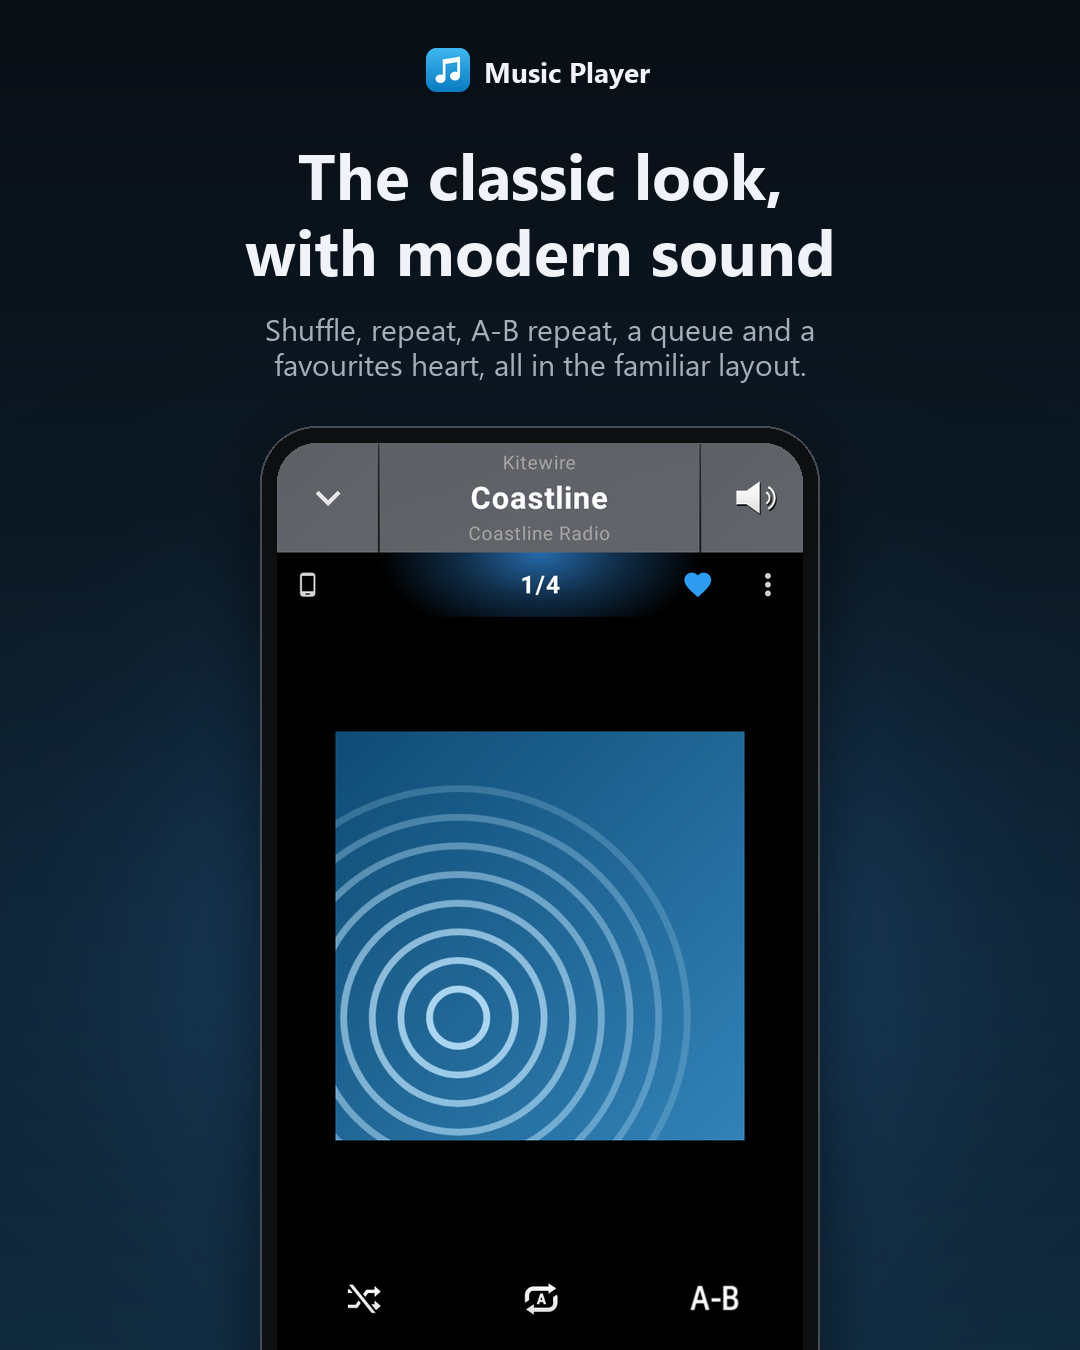 Music Player
The classic look,
with modern sound
Shuffle, repeat, A-B repeat, a queue and a
favourites heart, all in the familiar layout.
Kitewire
Coastline
Coastline Radio
1/4
A
A-B